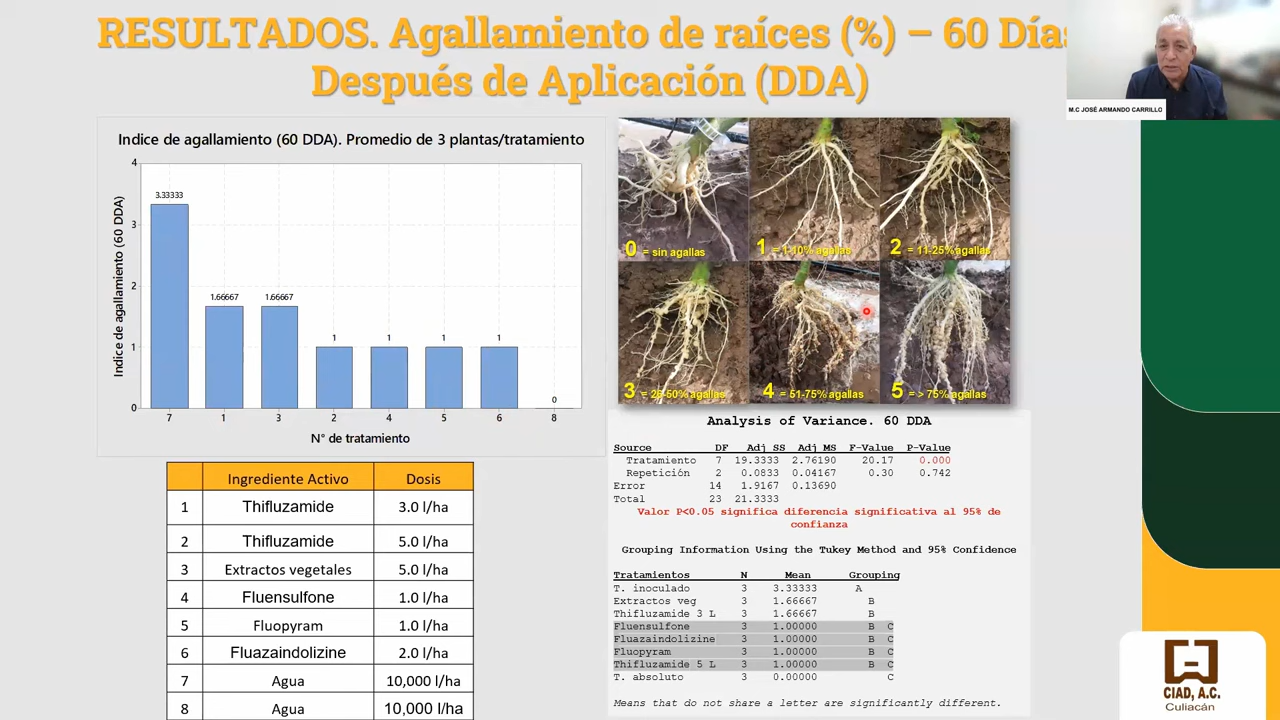 RESULTADOS. Agallamiento de raíces (%) – 60 Días
Después de Aplicación (DDA)
M.C JOSÉ ARMANDO CARRILLO
Indice de agallamiento (60 DDA). Promedio de 3 plantas/tratamiento
Indice de agallamiento (60 DDA)
4
3
2
1
0
3.33333
1.66667
1.66667
1
1
1
1
0
7 1 3 2 4 5 6 8
N° de tratamiento
0 = sin agallas
1 = 1-10% agallas
2 = 11-25% agallas
3 = 26-50% agallas
4 = 51-75% agallas
5 = > 75% agallas
Ingrediente Activo Dosis
1 Thifluzamide 3.0 l/ha
2 Thifluzamide 5.0 l/ha
3 Extractos vegetales 5.0 l/ha
4 Fluensulfone 1.0 l/ha
5 Fluopyram 1.0 l/ha
6 Fluazaindolizine 2.0 l/ha
7 Agua 10,000 l/ha
8 Agua 10,000 l/ha
Analysis of Variance. 60 DDA
Source DF Adj SS Adj MS F-Value P-Value
Tratamiento 7 19.3333 2.76190 20.17 0.000
Repetición 2 0.0833 0.04167 0.30 0.742
Error 14 1.9167 0.13690
Total 23 21.3333
Valor P<0.05 significa diferencia significativa al 95% de
confianza
Grouping Information Using the Tukey Method and 95% Confidence
Tratamientos N Mean Grouping
T. inoculado 3 3.33333 A
Extractos veg 3 1.66667 B
Thifluzamide 3 L 3 1.66667 B
Fluensulfone 3 1.00000 B C
Fluazaindolizine 3 1.00000 B C
Fluopyram 3 1.00000 B C
Thifluzamide 5 L 3 1.00000 B C
T. absoluto 3 0.00000 C
Means that do not share a letter are significantly different.
CIAD, A.C.
Culiacán